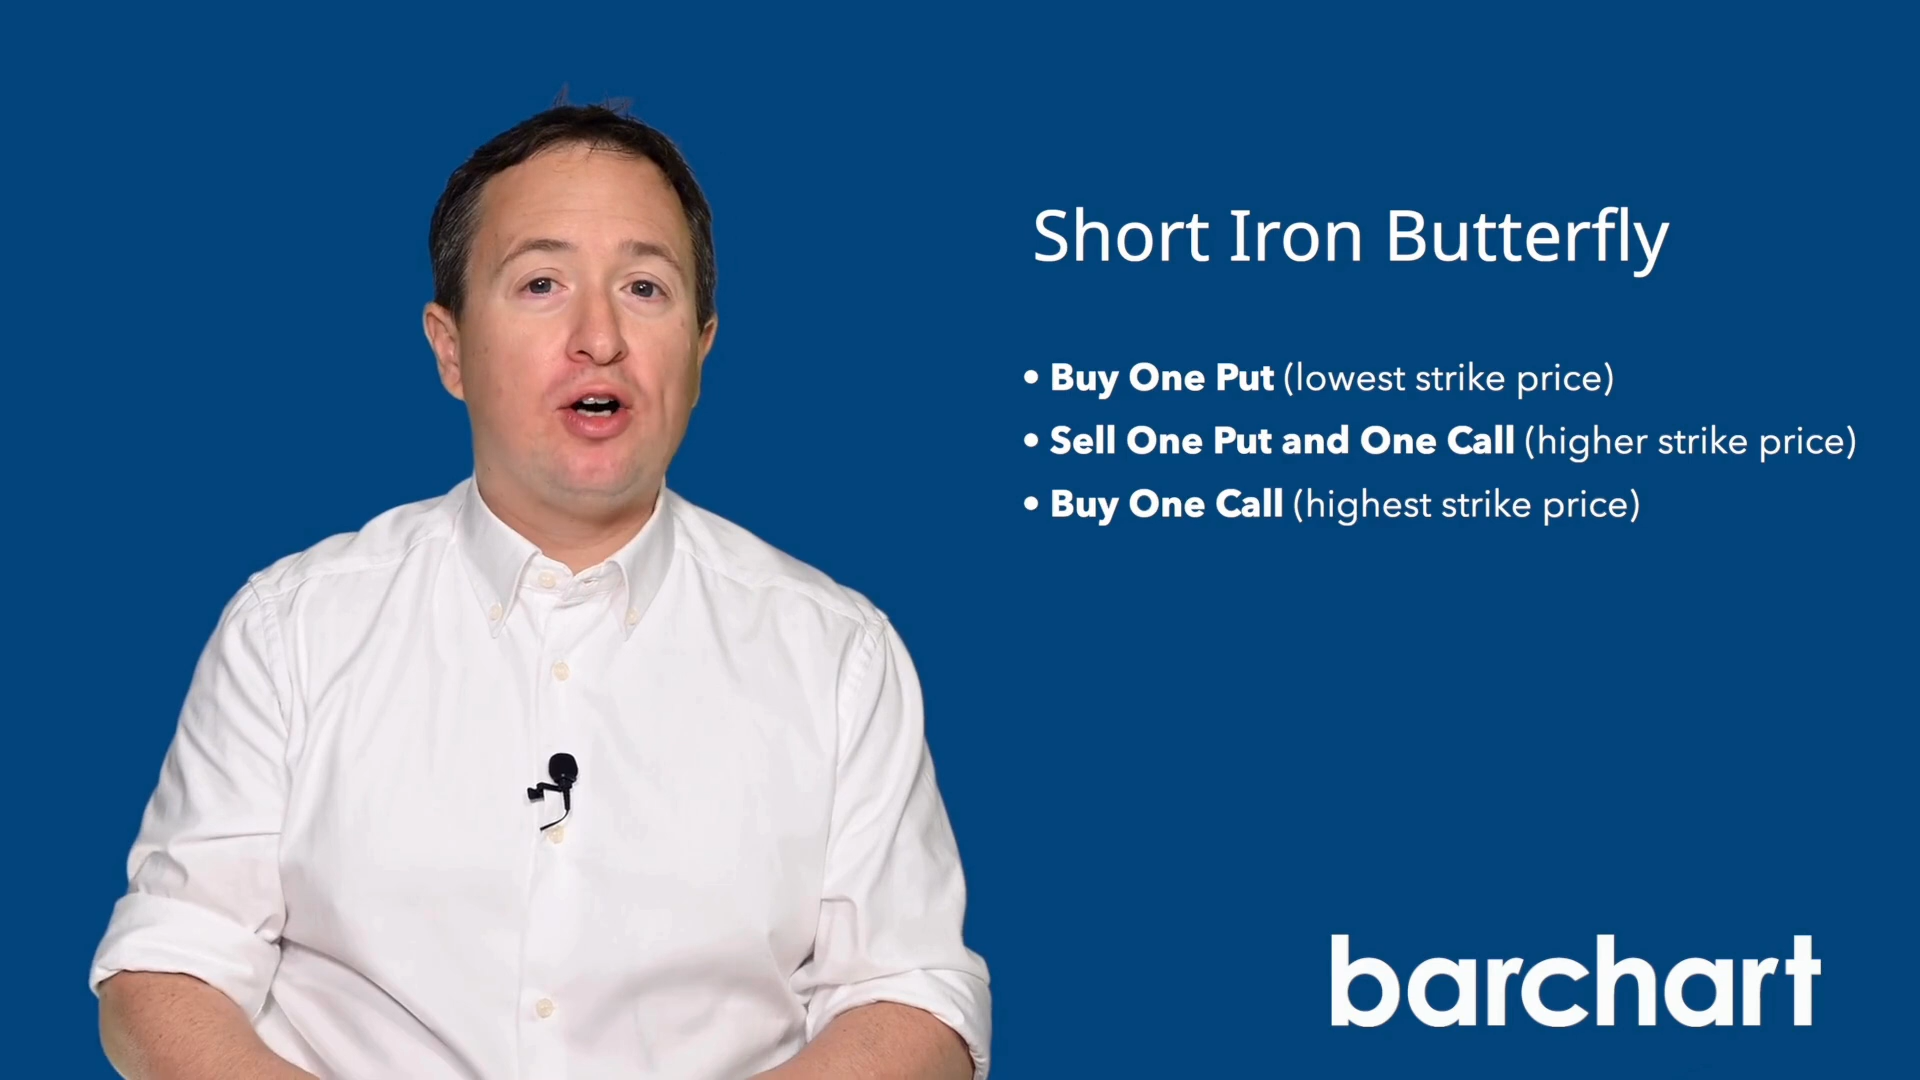 Short Iron Butterfly
• Buy One Put (lowest strike price)
• Sell One Put and One Call (higher strike price)
• Buy One Call (highest strike price)
barchart